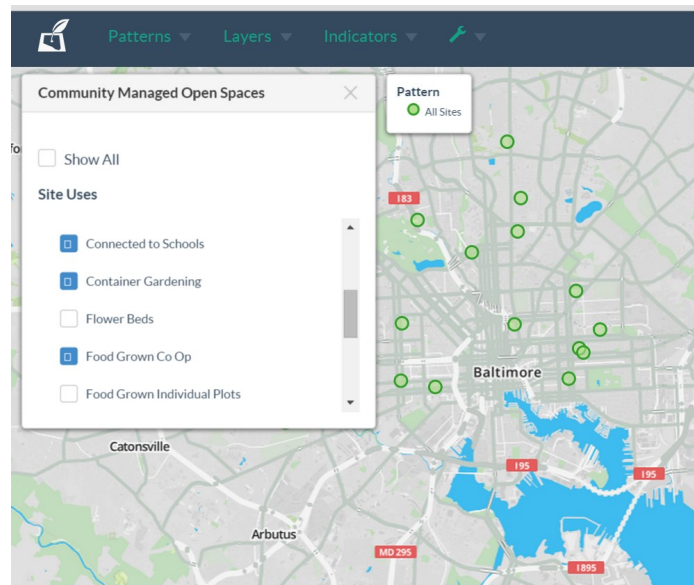 Patterns
Layers
Indicators
Community Managed Open Spaces
Show All
Site Uses
Connected to Schools
Container Gardening
Flower Beds
Food Grown Co Op
Food Grown Individual Plots
Pattern
All Sites
183
Baltimore
Catonsville
I95
I95
Arbutus
MD 295
I895